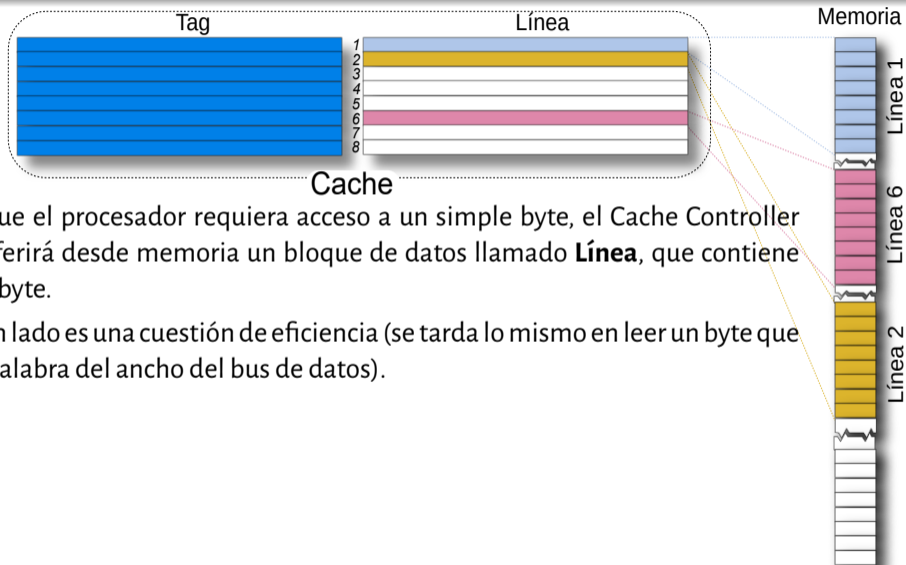 Tag
Línea
Memoria
1
2
3
4
5
6
7
8
Línea 1
Línea 6
Línea 2
Cache
ue el procesador requiera acceso a un simple byte, el Cache Controller
ferirá desde memoria un bloque de datos llamado Línea, que contiene
byte.
n lado es una cuestión de eficiencia (se tarda lo mismo en leer un byte que
alabra del ancho del bus de datos).